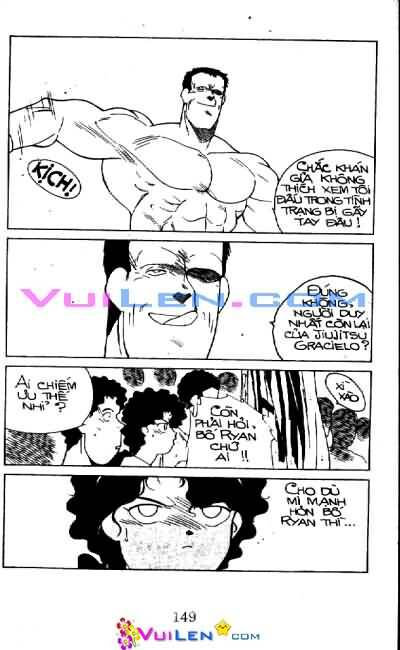 KỊCH!
CHẮC KHÁN
GIẢ KHÔNG
THÍCH XEM TÔI
ĐẤU TRONG TÌNH
TRẠNG BỊ GÃY
TAY ĐÂU!
ĐÚNG
KHÔNG,
NGƯỜI DUY
NHẤT CÒN LẠI
CỦA JIUJITSU
GRACIELO?
VUILEN.COM
AI CHIẾM
ƯU THẾ
NHỈ?
CÒN
PHẢI HỎI,
BỐ RYAN
CHỨ
AI!!
XÌ
XÀO
CHO DÙ
MÌ MẠNH
HƠN BỐ
RYAN THÌ...
149
VUILEN.COM